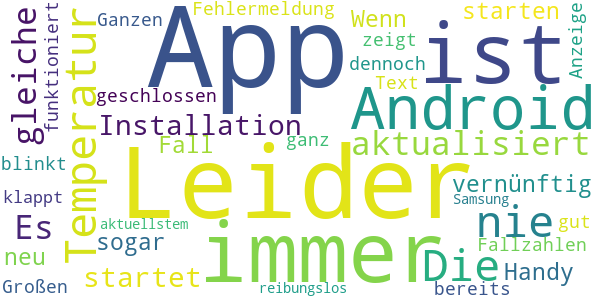 Ganzen
Fehlermeldung
Wenn
starten
gleiche
funktioniert
Temperatur
App
zeigt
ist
Anzeige
dennoch
Text
geschlossen
Android
Installation
Fall
ganz
aktualisiert
blinkt
Leider
vernünftig
klappt
Samsung
Es
aktuellstem
nie
gut
sogar
immer
Die
Fallzahlen
neu
startet
Handy
Großen
reibungslos
bereits